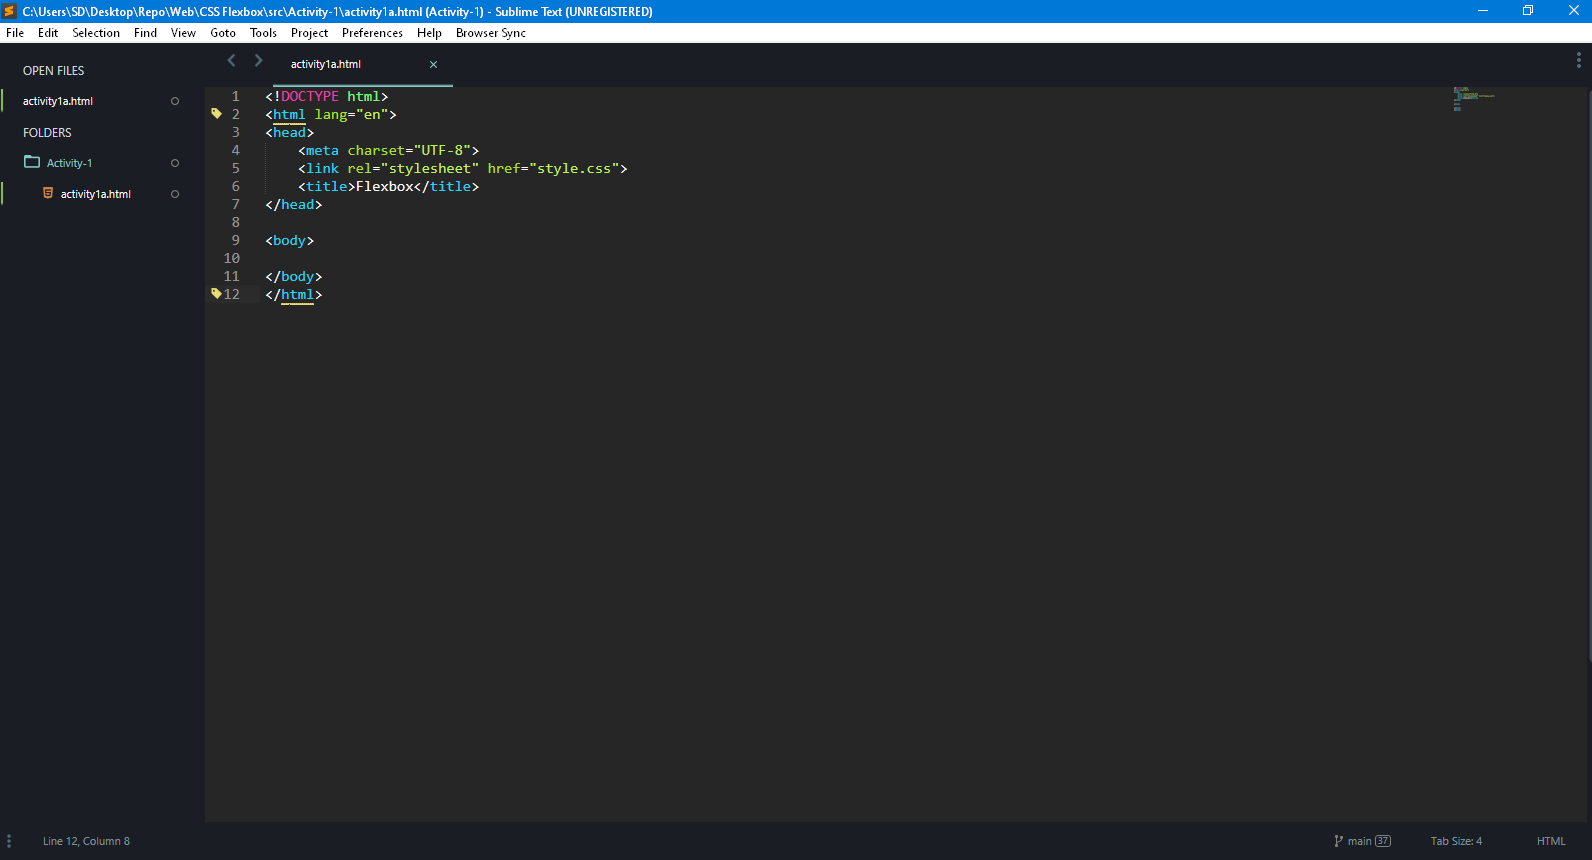 C:\Users\SD\Desktop\Repo\Web\CSS Flexbox\src\Activity-1\activity1a.html (Activity-1) - Sublime Text (UNREGISTERED)
File Edit Selection Find View Goto Tools Project Preferences Help Browser Sync
OPEN FILES
activity1a.html
FOLDERS
Activity-1
activity1a.html
activity1a.html
1 <!DOCTYPE html>
2 <html lang="en">
3 <head>
4     <meta charset="UTF-8">
5     <link rel="stylesheet" href="style.css">
6     <title>Flexbox</title>
7 </head>
8
9 <body>
10
11 </body>
12 </html>
Line 12, Column 8
main 37
Tab Size: 4
HTML